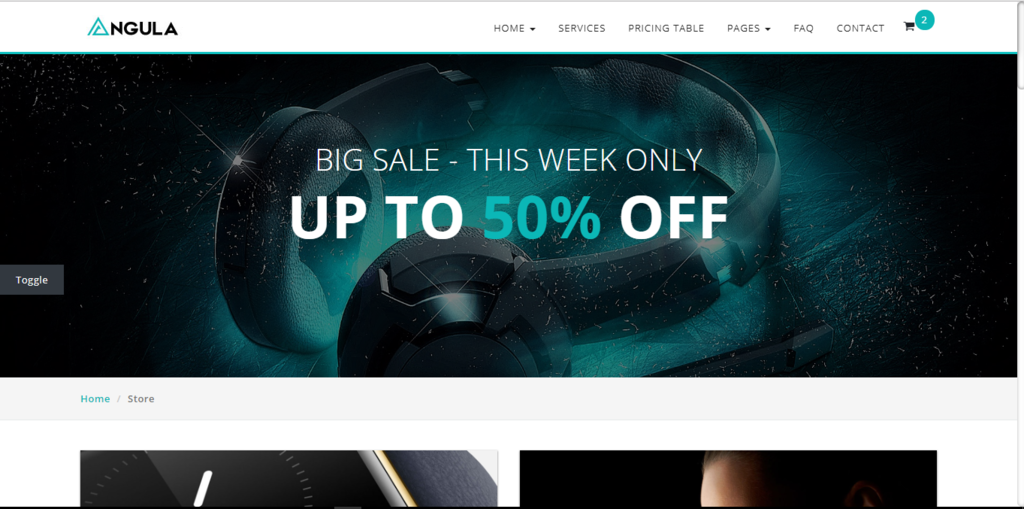 ANGULA
HOME
SERVICES
PRICING TABLE
PAGES
FAQ
CONTACT
2
BIG SALE - THIS WEEK ONLY
UP TO 50% OFF
Toggle
Home / Store